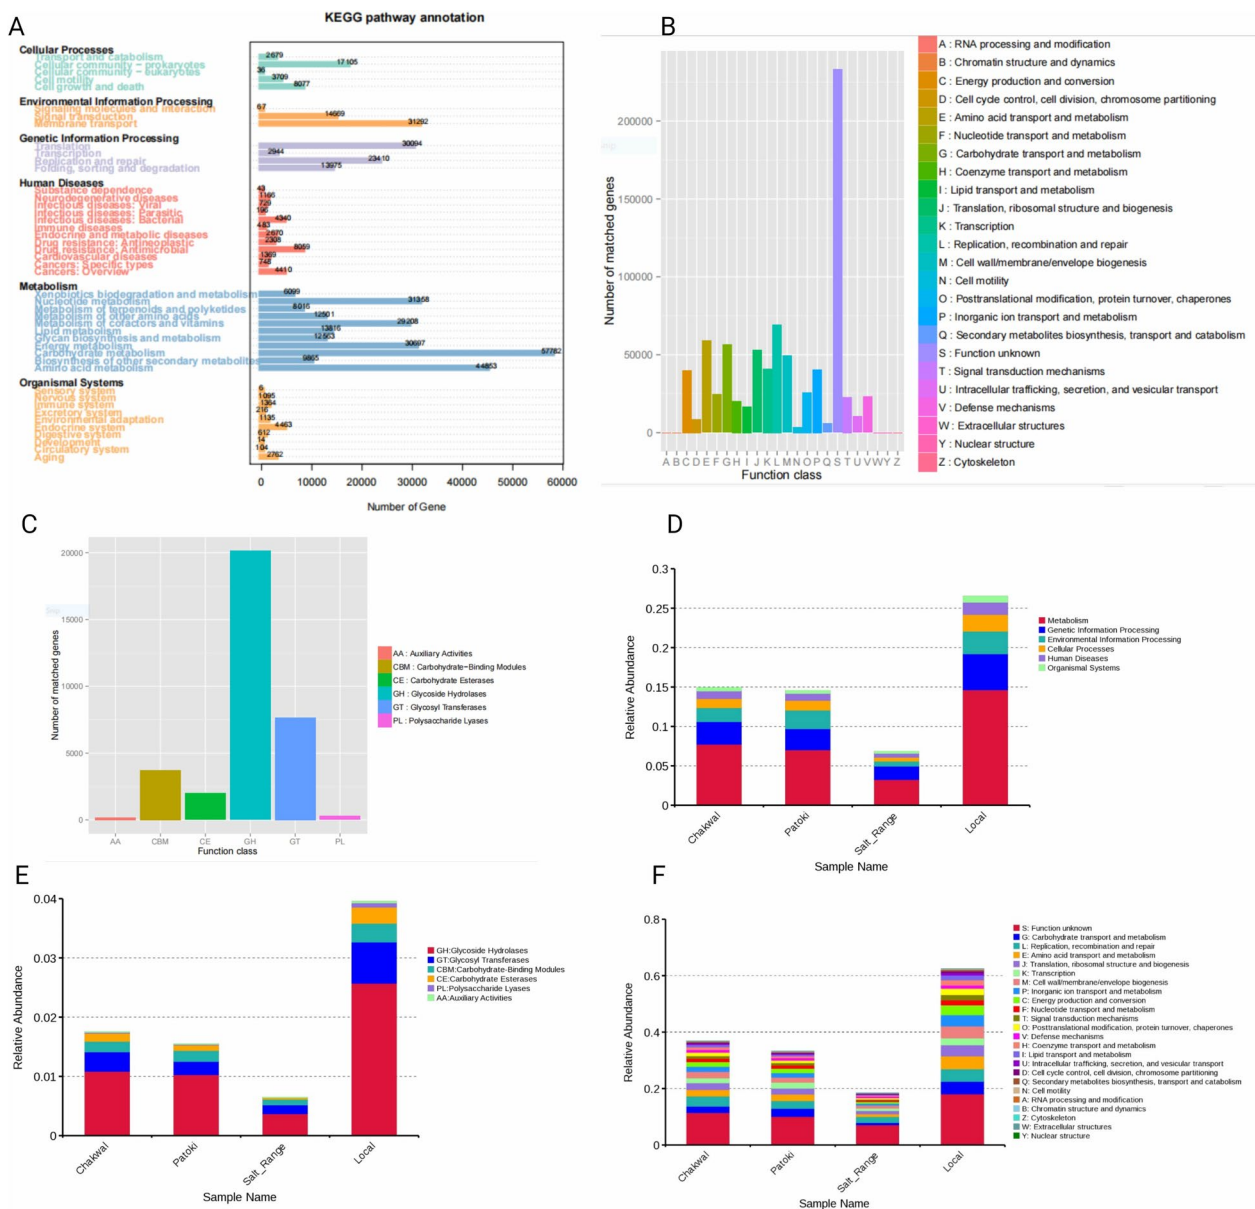 A
KEGG pathway annotation
Cellular Processes
Transport and catabolism 2679
Cellular community - prokaryotes 17105
Cellular community - eukaryotes 36
Cell motility 3709
Cell growth and death 8077
Environmental Information Processing
Signaling molecules and interaction 67
Signal transduction 14669
Membrane transport 31292
Genetic Information Processing
Translation 30094
Transcription 2944
Replication and repair 23410
Folding, sorting and degradation 13975
Human Diseases
Substance dependence 43
Neurodegenerative diseases 1166
Infectious diseases: Viral 729
Infectious diseases: Parasitic 196
Infectious diseases: Bacterial 4340
Immune diseases 483
Endocrine and metabolic diseases 2670
Drug resistance: Antineoplastic 2308
Drug resistance: Antimicrobial 8059
Cardiovascular diseases 1369
Cancers: Specific types 748
Cancers: Overview 4410
Metabolism
Xenobiotics biodegradation and metabolism 6099
Nucleotide metabolism 31358
Metabolism of terpenoids and polyketides 8016
Metabolism of other amino acids 12501
Metabolism of cofactors and vitamins 29208
Lipid metabolism 13816
Glycan biosynthesis and metabolism 12563
Energy metabolism 30697
Carbohydrate metabolism 57782
Biosynthesis of other secondary metabolites 9865
Amino acid metabolism 44853
Organismal Systems
Sensory system 6
Nervous system 1095
Immune system 1364
Excretory system 216
Environmental adaptation 1135
Endocrine system 4463
Digestive system 612
Development 14
Circulatory system 104
Aging 2762
0 10000 20000 30000 40000 50000 60000
Number of Gene
B
Number of matched genes
200000
150000
100000
50000
0
A B C D E F G H I J K L M N O P Q S T U V W Y Z
Function class
A : RNA processing and modification
B : Chromatin structure and dynamics
C : Energy production and conversion
D : Cell cycle control, cell division, chromosome partitioning
E : Amino acid transport and metabolism
F : Nucleotide transport and metabolism
G : Carbohydrate transport and metabolism
H : Coenzyme transport and metabolism
I : Lipid transport and metabolism
J : Translation, ribosomal structure and biogenesis
K : Transcription
L : Replication, recombination and repair
M : Cell wall/membrane/envelope biogenesis
N : Cell motility
O : Posttranslational modification, protein turnover, chaperones
P : Inorganic ion transport and metabolism
Q : Secondary metabolites biosynthesis, transport and catabolism
S : Function unknown
T : Signal transduction mechanisms
U : Intracellular trafficking, secretion, and vesicular transport
V : Defense mechanisms
W : Extracellular structures
Y : Nuclear structure
Z : Cytoskeleton
C
Number of matched genes
20000
15000
10000
5000
0
AA CBM CE GH GT PL
Function class
AA : Auxiliary Activities
CBM : Carbohydrate-Binding Modules
CE : Carbohydrate Esterases
GH : Glycoside Hydrolases
GT : Glycosyl Transferases
PL : Polysaccharide Lyases
D
Relative Abundance
0.3
0.25
0.2
0.15
0.1
0.05
0
Chakwal Patoki Salt_Range Local
Sample Name
Metabolism
Genetic Information Processing
Environmental Information Processing
Cellular Processes
Human Diseases
Organismal Systems
E
Relative Abundance
0.04
0.03
0.02
0.01
0
Chakwal Patoki Salt_Range Local
Sample Name
GH:Glycoside Hydrolases
GT:Glycosyl Transferases
CBM:Carbohydrate-Binding Modules
CE:Carbohydrate Esterases
PL:Polysaccharide Lyases
AA:Auxiliary Activities
F
Relative Abundance
0.8
0.6
0.4
0.2
0
Chakwal Patoki Salt_Range Local
Sample Name
S: Function unknown
G: Carbohydrate transport and metabolism
L: Replication, recombination and repair
E: Amino acid transport and metabolism
J: Translation, ribosomal structure and biogenesis
K: Transcription
M: Cell wall/membrane/envelope biogenesis
P: Inorganic ion transport and metabolism
C: Energy production and conversion
F: Nucleotide transport and metabolism
T: Signal transduction mechanisms
O: Posttranslational modification, protein turnover, chaperones
V: Defense mechanisms
H: Coenzyme transport and metabolism
I: Lipid transport and metabolism
U: Intracellular trafficking, secretion, and vesicular transport
D: Cell cycle control, cell division, chromosome partitioning
Q: Secondary metabolites biosynthesis, transport and catabolism
N: Cell motility
A: RNA processing and modification
B: Chromatin structure and dynamics
Z: Cytoskeleton
W: Extracellular structures
Y: Nuclear structure